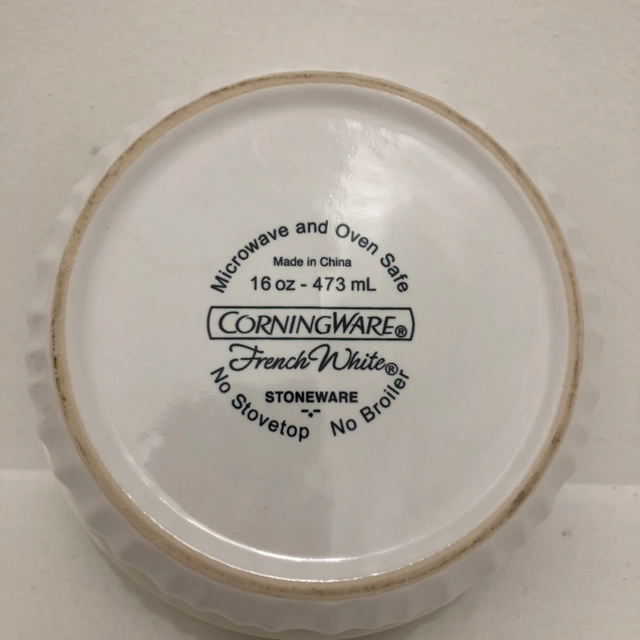 Microwave and Oven Safe
Made in China
16 oz - 473 mL
CORNINGWARE®
French White®
STONEWARE
No Stovetop No Broiler